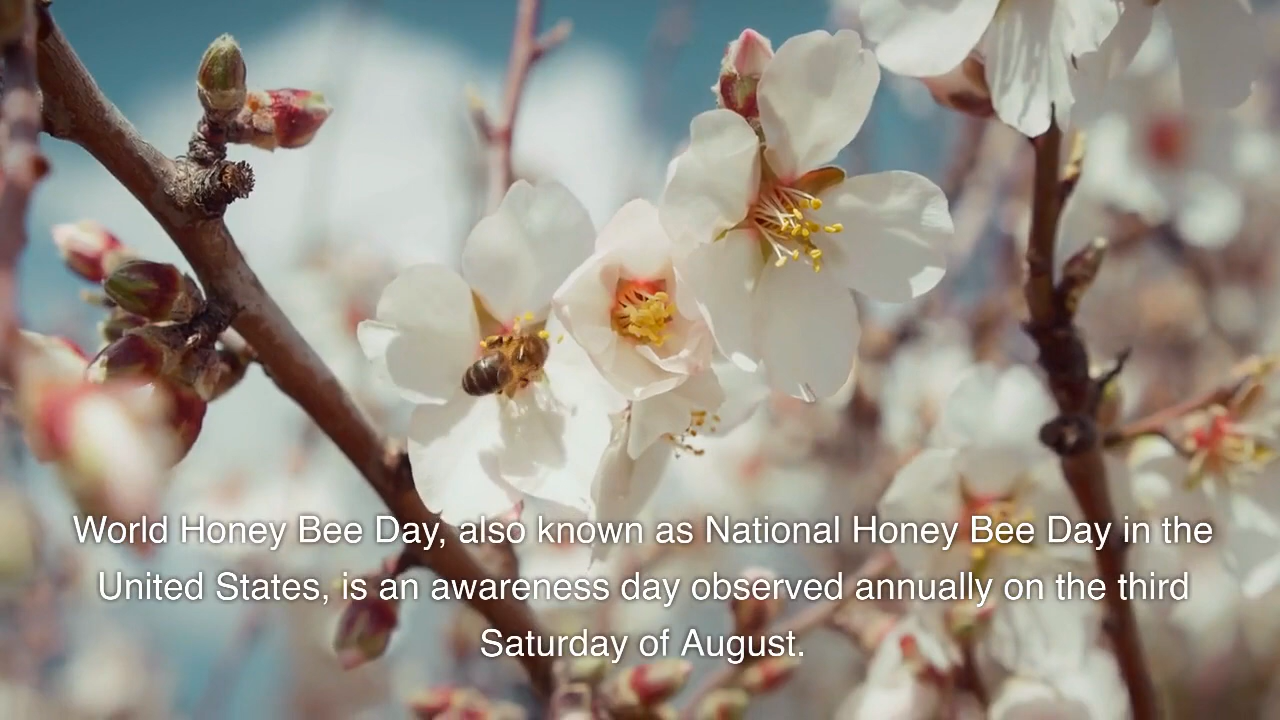 World Honey Bee Day, also known as National Honey Bee Day in the
United States, is an awareness day observed annually on the third
Saturday of August.